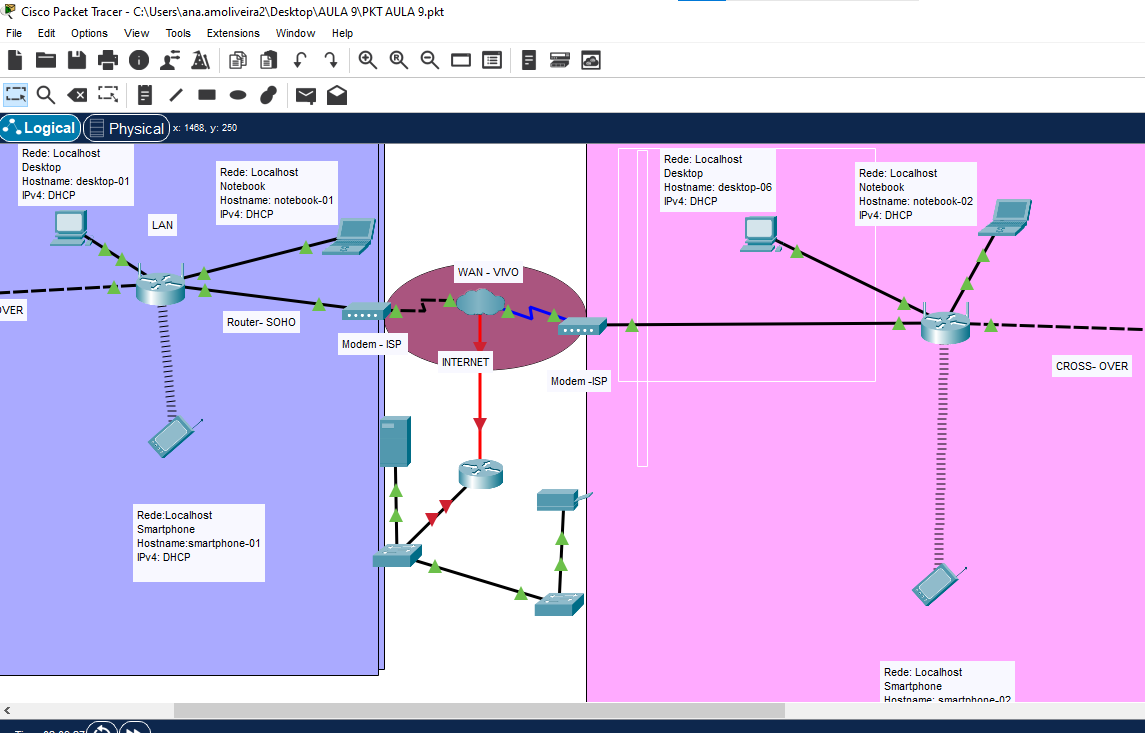 Cisco Packet Tracer - C:\Users\ana.amoliveira2\Desktop\AULA 9\PKT AULA 9.pkt
File Edit Options View Tools Extensions Window Help
Logical Physical x: 1468, y: 250
Rede: Localhost
Desktop
Hostname: desktop-01
IPv4: DHCP
LAN
Rede: Localhost
Notebook
Hostname: notebook-01
IPv4: DHCP
OVER
Router- SOHO
Modem - ISP
WAN - VIVO
INTERNET
Modem -ISP
Rede:Localhost
Smartphone
Hostname:smartphone-01
IPv4: DHCP
Rede: Localhost
Desktop
Hostname: desktop-06
IPv4: DHCP
Rede: Localhost
Notebook
Hostname: notebook-02
IPv4: DHCP
CROSS- OVER
Rede: Localhost
Smartphone
Hostname: smartphone-02